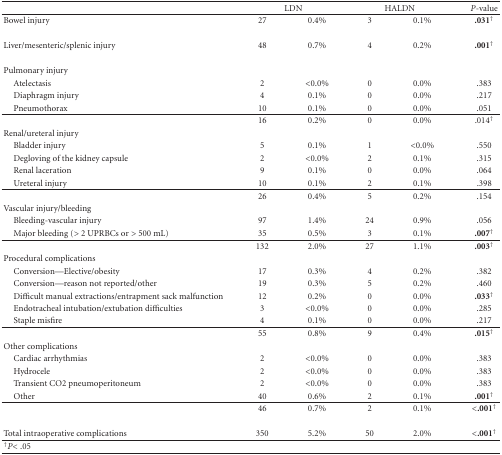 LDN HALDN P-value
Bowel injury 27 0.4% 3 0.1% .031†
Liver/mesenteric/splenic injury 48 0.7% 4 0.2% .001†
Pulmonary injury
Atelectasis 2 <0.0% 0 0.0% .383
Diaphragm injury 4 0.1% 0 0.0% .217
Pneumothorax 10 0.1% 0 0.0% .051
16 0.2% 0 0.0% .014†
Renal/ureteral injury
Bladder injury 5 0.1% 1 <0.0% .550
Degloving of the kidney capsule 2 <0.0% 2 0.1% .315
Renal laceration 9 0.1% 0 0.0% .064
Ureteral injury 10 0.1% 2 0.1% .398
26 0.4% 5 0.2% .154
Vascular injury/bleeding
Bleeding-vascular injury 97 1.4% 24 0.9% .056
Major bleeding (> 2 UPRBCs or > 500 mL) 35 0.5% 3 0.1% .007†
132 2.0% 27 1.1% .003†
Procedural complications
Conversion—Elective/obesity 17 0.3% 4 0.2% .382
Conversion—reason not reported/other 19 0.3% 5 0.2% .460
Difficult manual extractions/entrapment sack malfunction 12 0.2% 0 0.0% .033†
Endotracheal intubation/extubation difficulties 3 <0.0% 0 0.0% .285
Staple misfire 4 0.1% 0 0.0% .217
55 0.8% 9 0.4% .015†
Other complications
Cardiac arrhythmias 2 <0.0% 0 0.0% .383
Hydrocele 2 <0.0% 0 0.0% .383
Transient CO2 pneumoperitoneum 2 <0.0% 0 0.0% .383
Other 40 0.6% 2 0.1% .001†
46 0.7% 2 0.1% <.001†
Total intraoperative complications 350 5.2% 50 2.0% <.001†
†P< .05